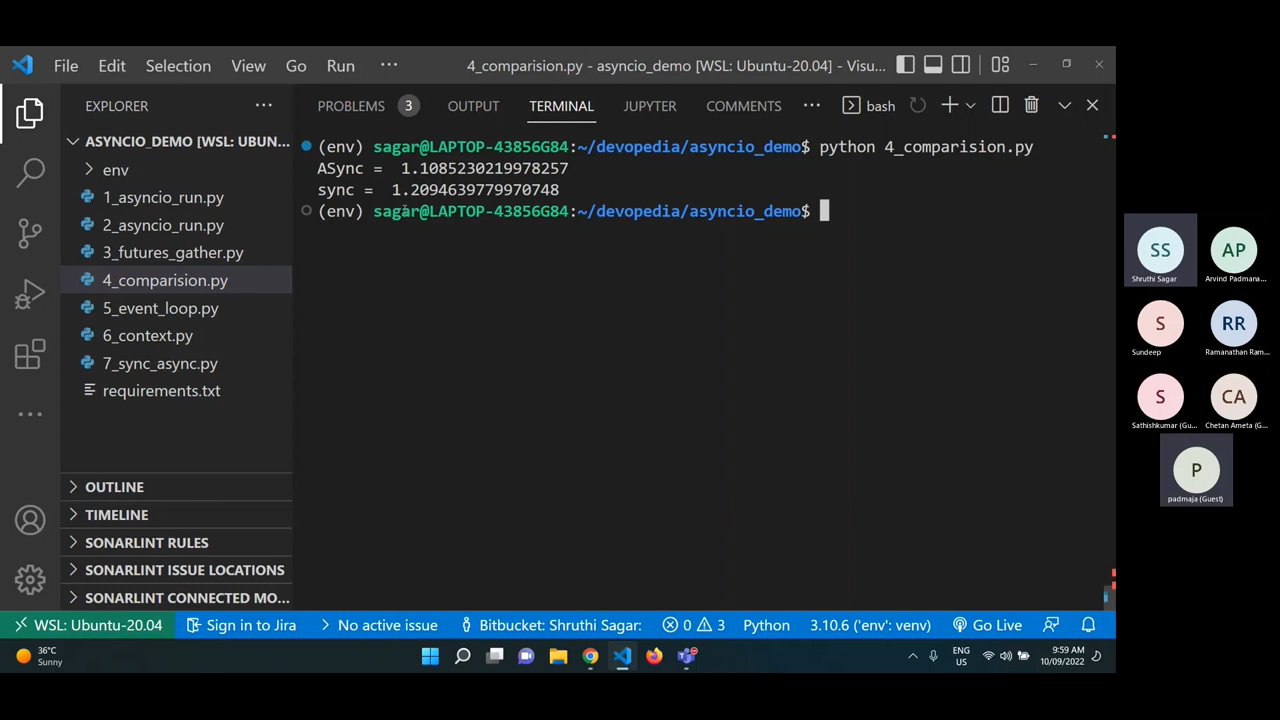 File Edit Selection View Go Run ··· 4_comparision.py - asyncio_demo [WSL: Ubuntu-20.04] - Visu...
EXPLORER ···
PROBLEMS 3 OUTPUT TERMINAL JUPYTER COMMENTS ··· bash
ASYNCIO_DEMO [WSL: UBUN...
env
1_asyncio_run.py
2_asyncio_run.py
3_futures_gather.py
4_comparision.py
5_event_loop.py
6_context.py
7_sync_async.py
requirements.txt
OUTLINE
TIMELINE
SONARLINT RULES
SONARLINT ISSUE LOCATIONS
SONARLINT CONNECTED MO...
(env) sagar@LAPTOP-43856G84:~/devopedia/asyncio_demo$ python 4_comparision.py
ASync = 1.1085230219978257
sync = 1.2094639779970748
(env) sagar@LAPTOP-43856G84:~/devopedia/asyncio_demo$
SS AP
Shruthi Sagar Arvind Padmana...
S RR
Sundeep Ramanathan Ram...
S CA
Sathishkumar (Gu... Chetan Ameta (G...
P
padmaja (Guest)
WSL: Ubuntu-20.04 Sign in to Jira No active issue Bitbucket: Shruthi Sagar: 0 3 Python 3.10.6 ('env': venv) Go Live
36°C
Sunny
ENG
US
9:59 AM
10/09/2022